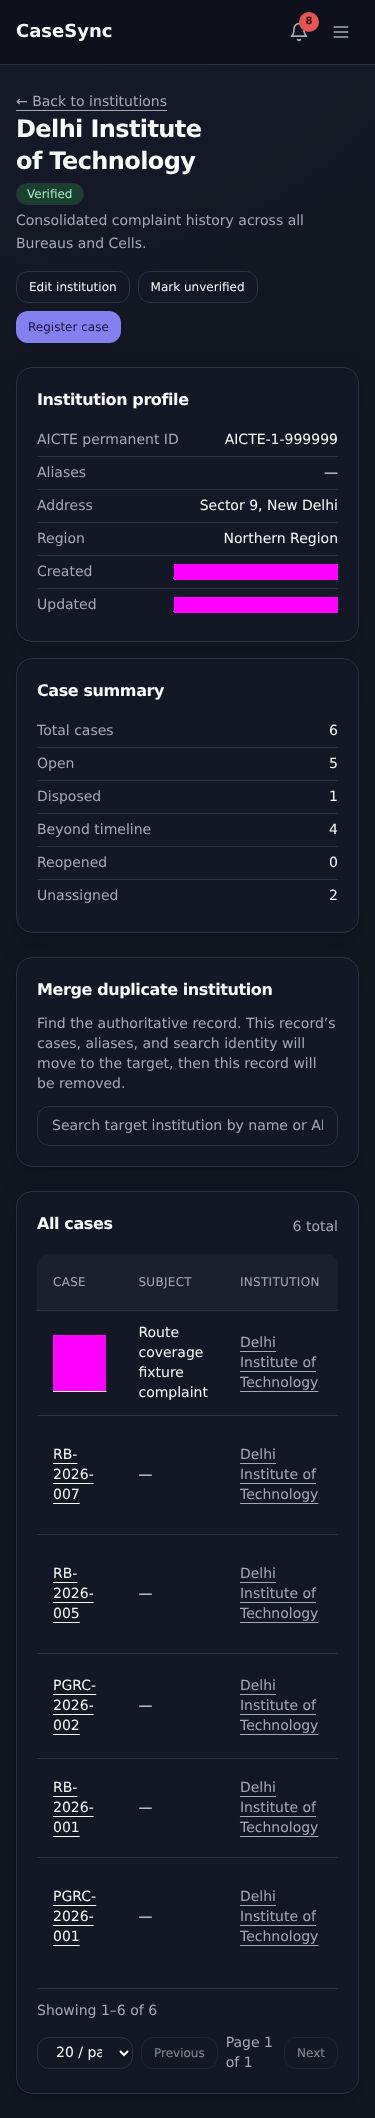 CaseSync
8
← Back to institutions
Delhi Institute
of Technology
Verified
Consolidated complaint history across all
Bureaus and Cells.
Edit institution
Mark unverified
Register case
Institution profile
AICTE permanent ID AICTE-1-999999
Aliases —
Address Sector 9, New Delhi
Region Northern Region
Created
Updated
Case summary
Total cases 6
Open 5
Disposed 1
Beyond timeline 4
Reopened 0
Unassigned 2
Merge duplicate institution
Find the authoritative record. This record’s
cases, aliases, and search identity will
move to the target, then this record will
be removed.
Search target institution by name or
All cases 6 total
CASE SUBJECT INSTITUTION
Route
coverage
fixture
complaint
Delhi
Institute of
Technology
RB-
2026-
007
—
Delhi
Institute of
Technology
RB-
2026-
005
—
Delhi
Institute of
Technology
PGRC-
2026-
002
—
Delhi
Institute of
Technology
RB-
2026-
001
—
Delhi
Institute of
Technology
PGRC-
2026-
001
—
Delhi
Institute of
Technology
Showing 1–6 of 6
20 /
Previous
Page 1
of 1
Next